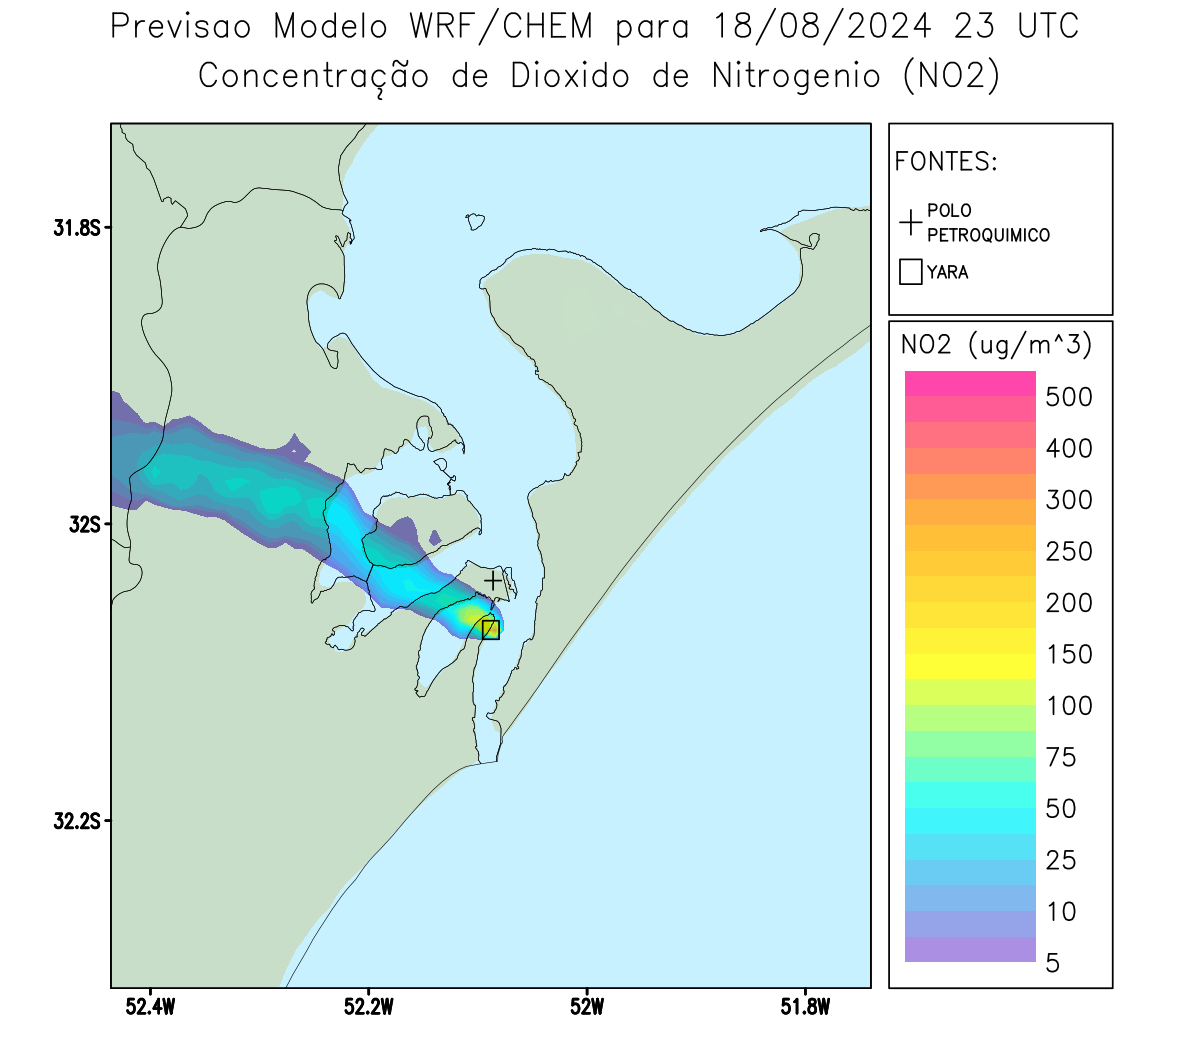 Previsao Modelo WRF/CHEM para 18/08/2024 23 UTC
Concentração de Dioxido de Nitrogenio (NO2)
FONTES:
POLO
PETROQUIMICO
YARA
NO2 (ug/m^3)
500
400
300
250
200
150
100
75
50
25
10
5
31.8S
32S
32.2S
52.4W
52.2W
52W
51.8W